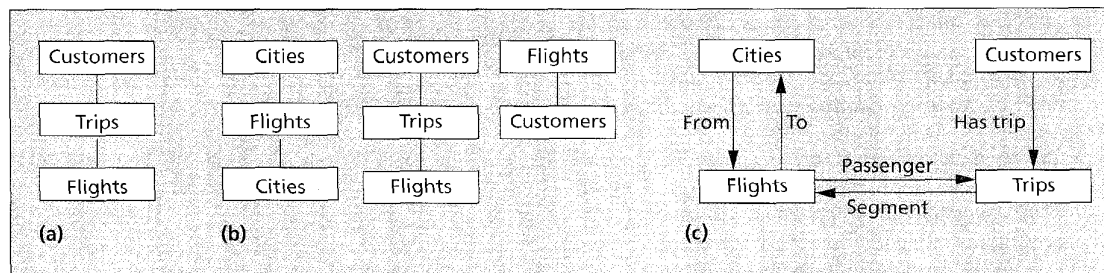 Customers
Trips
Flights
(a)
Cities
Flights
Cities
(b)
Customers
Trips
Flights
Flights
Customers
Cities
Customers
From
To
Has trip
Passenger
Flights
Trips
Segment
(c)